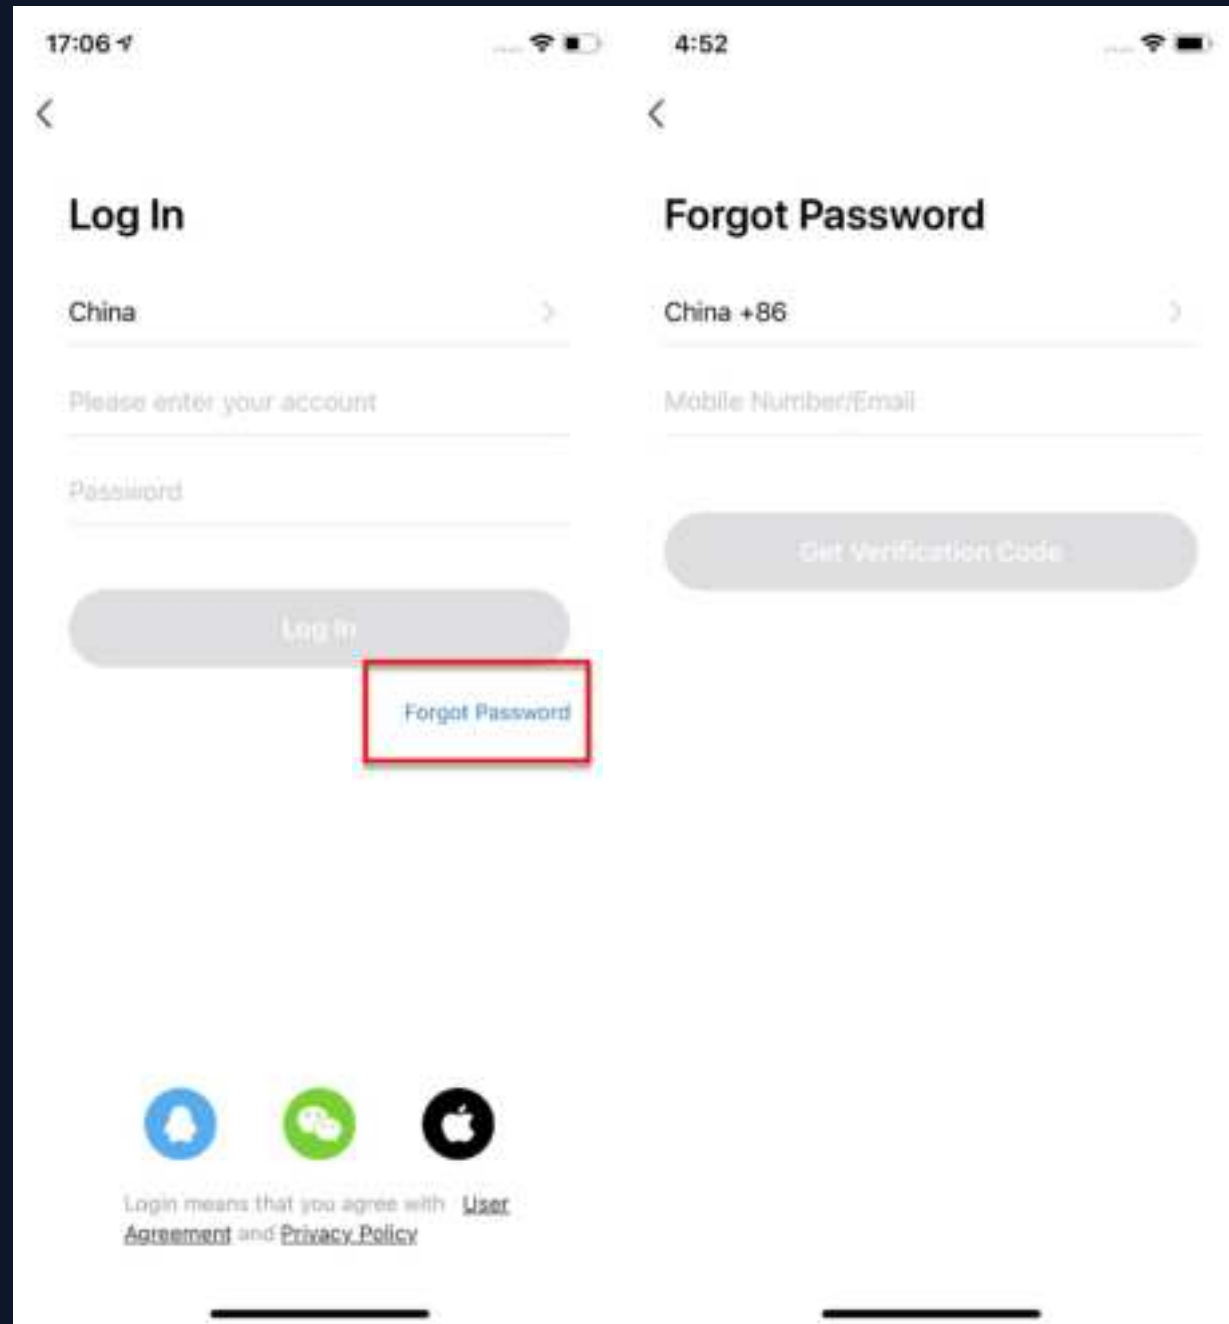 17:06
Log In
China
Please enter your account
Password
Log In
Forgot Password
Login means that you agree with User
Agreement and Privacy Policy
4:52
Forgot Password
China +86
Mobile Number/Email
Get Verification Code